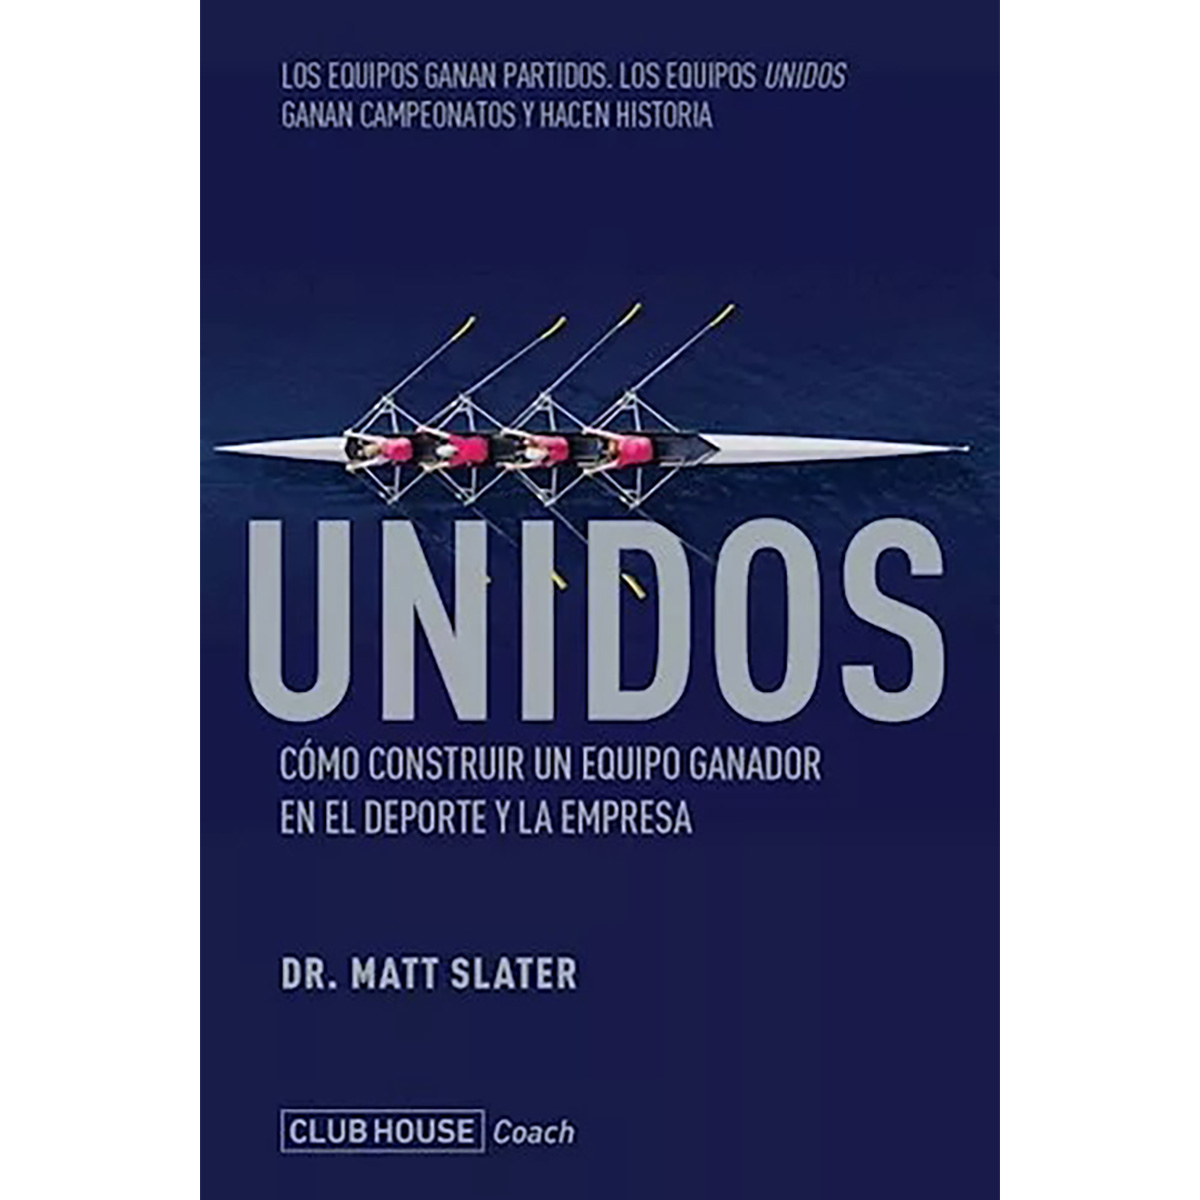 LOS EQUIPOS GANAN PARTIDOS. LOS EQUIPOS UNIDOS
GANAN CAMPEONATOS Y HACEN HISTORIA
UNIDOS
CÓMO CONSTRUIR UN EQUIPO GANADOR
EN EL DEPORTE Y LA EMPRESA
DR. MATT SLATER
CLUB HOUSE Coach